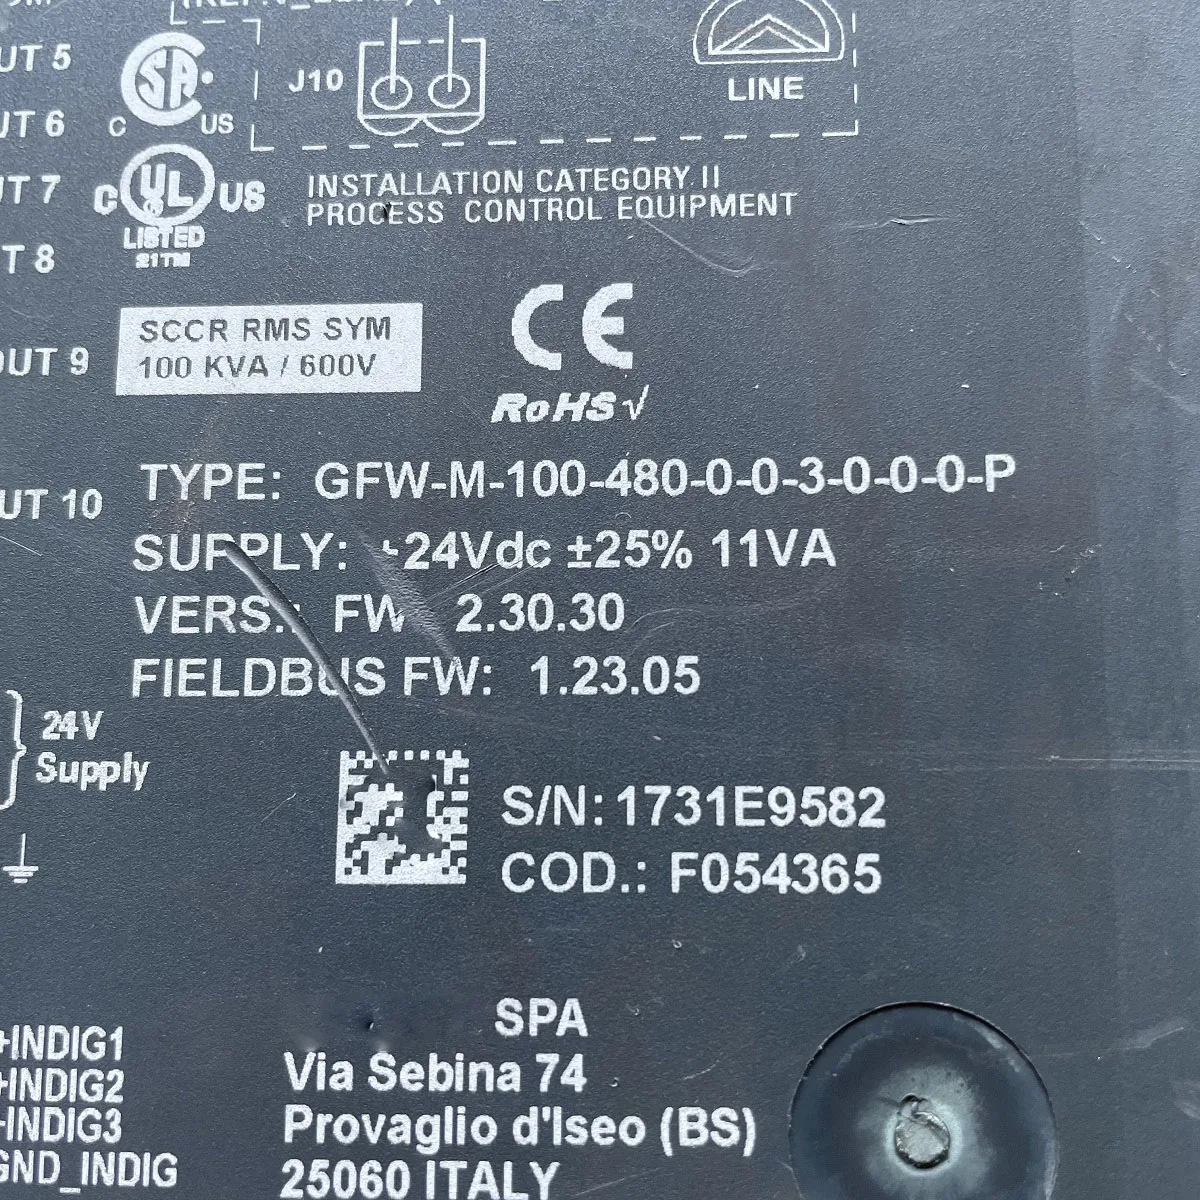 UT 5
J10
LINE
C SA US
UT 6
UT 7
C UL US
LISTED
21TM
INSTALLATION CATEGORY II
PROCESS CONTROL EQUIPMENT
T 8
CE
SCCR RMS SYM
100 KVA / 600V
OUT 9
RoHS√
TYPE: GFW-M-100-480-0-0-3-0-0-0-P
UT 10
SUPPLY: +24Vdc ±25% 11VA
VERS.: FW 2.30.30
FIELDBUS FW: 1.23.05
24V
Supply
S/N: 1731E9582
COD.: F054365
SPA
Via Sebina 74
Provaglio d'Iseo (BS)
25060 ITALY
+INDIG1
+INDIG2
+INDIG3
GND_INDIG